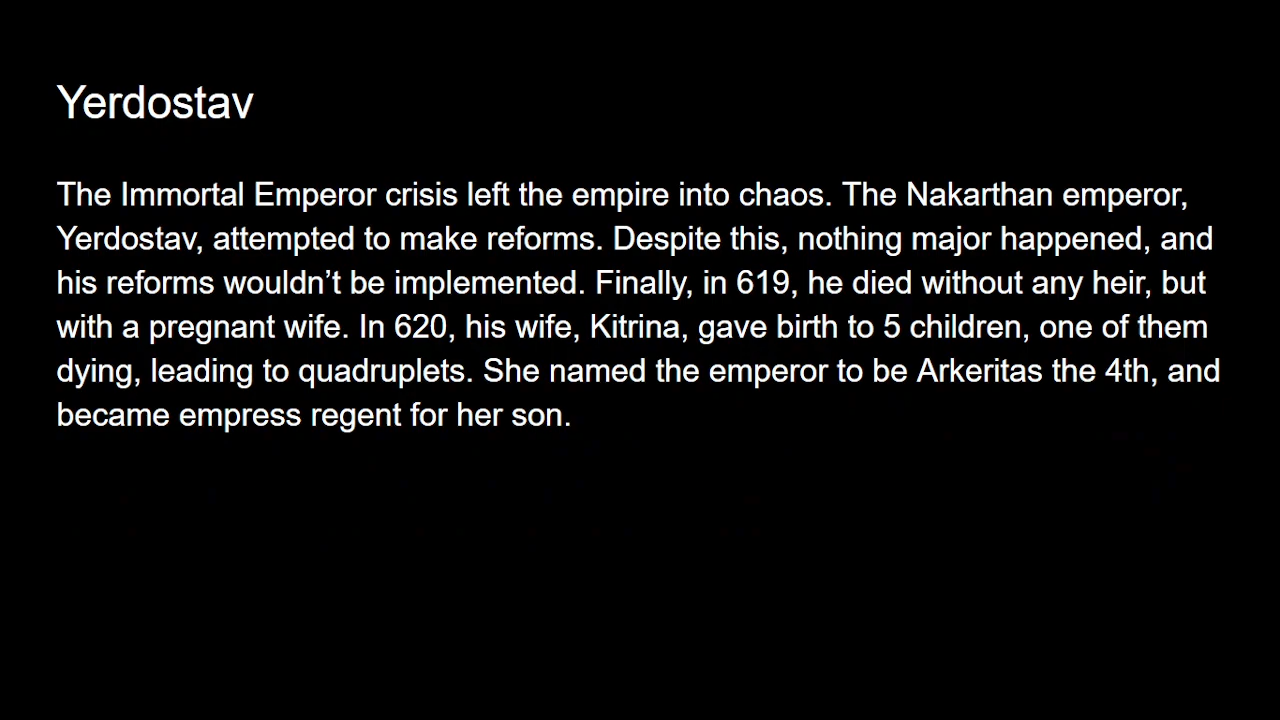 Yerdostav
The Immortal Emperor crisis left the empire into chaos. The Nakarthan emperor,
Yerdostav, attempted to make reforms. Despite this, nothing major happened, and
his reforms wouldn’t be implemented. Finally, in 619, he died without any heir, but
with a pregnant wife. In 620, his wife, Kitrina, gave birth to 5 children, one of them
dying, leading to quadruplets. She named the emperor to be Arkeritas the 4th, and
became empress regent for her son.